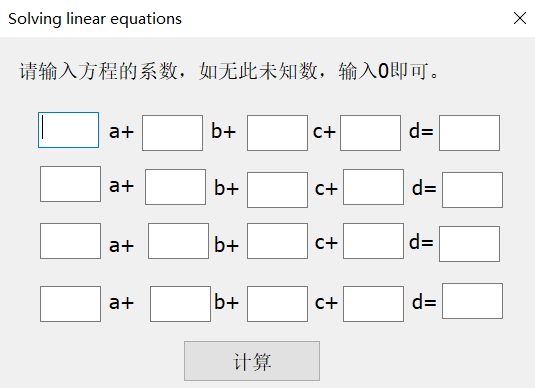 Solving linear equations
请输入方程的系数，如无此未知数，输入0即可。
a+ b+ c+ d=
a+ b+ c+ d=
a+ b+ c+ d=
a+ b+ c+ d=
计算